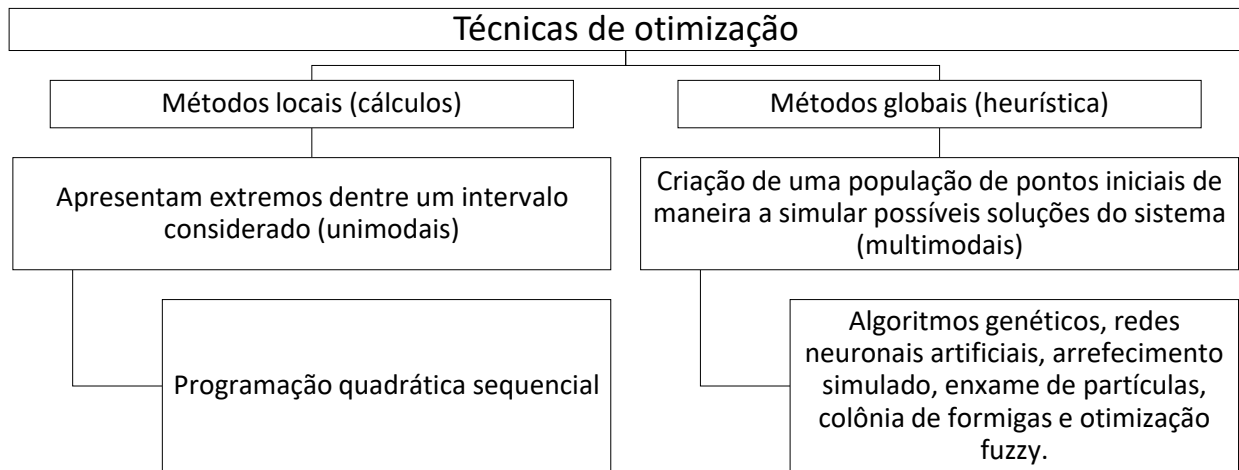 Técnicas de otimização
Métodos locais (cálculos)
Métodos globais (heurística)
Apresentam extremos dentre um intervalo
considerado (unimodais)
Criação de uma população de pontos iniciais de
maneira a simular possíveis soluções do sistema
(multimodais)
Programação quadrática sequencial
Algoritmos genéticos, redes
neuronais artificiais, arrefecimento
simulado, enxame de partículas,
colônia de formigas e otimização
fuzzy.